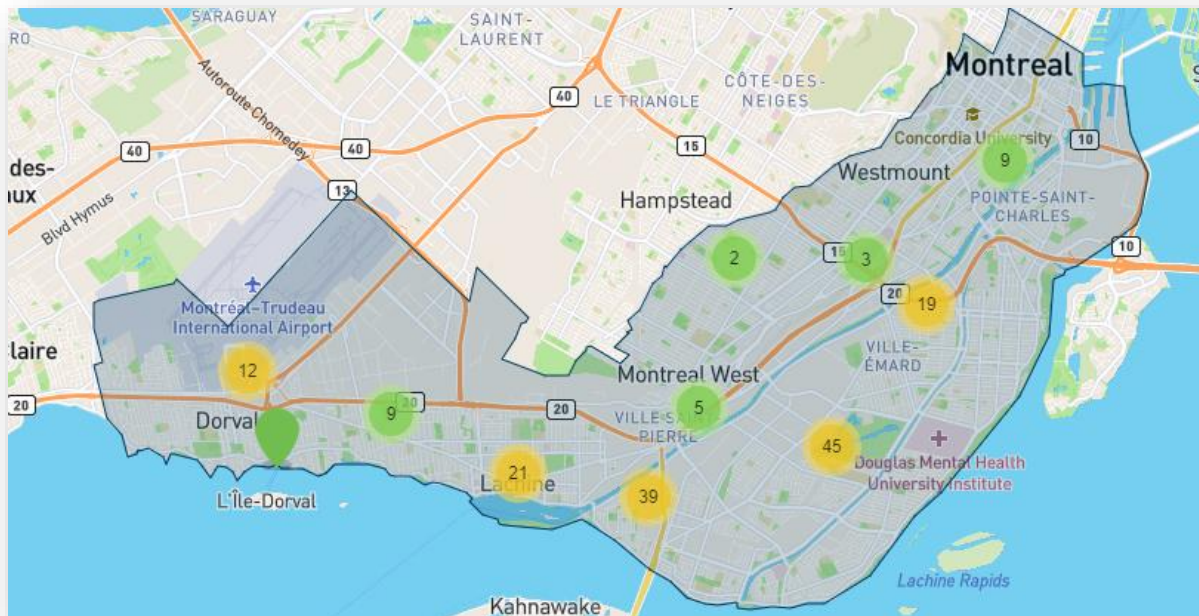 SARAGUAY
SAINT-
LAURENT
RO
Autoroute Chomedey
40
40
40
CÔTE-DES-
NEIGES
LE TRIANGLE
Montreal
S
Concordia University
10
15
9
des-
aux
Blvd Hymus
13
Hampstead
Westmount
POINTE-SAINT-
CHARLES
10
2
15
3
Montréal–Trudeau
International Airport
20
19
laire
12
VILLE-
ÉMARD
Montreal West
20
Dorval
9
20
20
5
VILLE-SAINT-
PIERRE
45
Douglas Mental Health
University Institute
21
Lachine
39
L'Île-Dorval
Lachine Rapids
Kahnawake